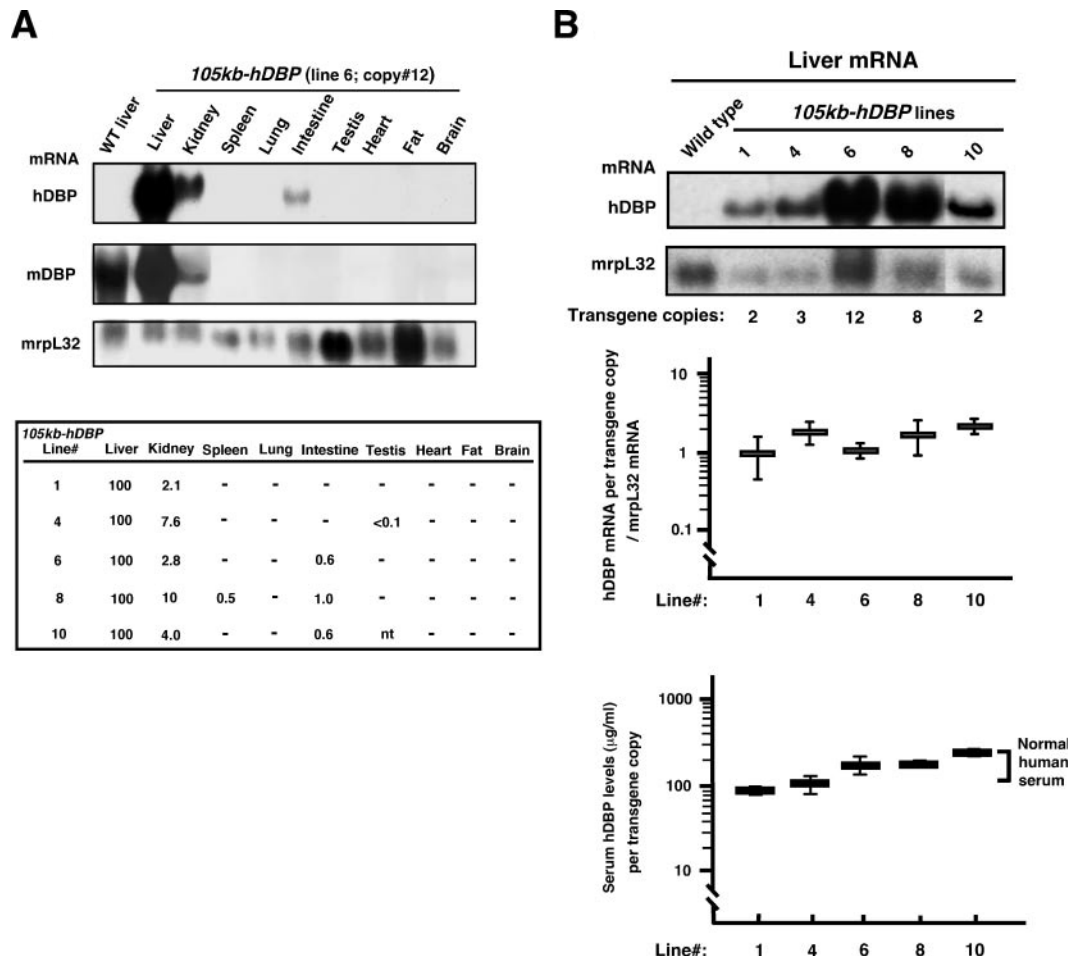 A
105kb-hDBP (line 6; copy#12)
WT liver Liver Kidney Spleen Lung Intestine Testis Heart Fat Brain
mRNA
hDBP
mDBP
mrpL32
105kb-hDBP
Line# Liver Kidney Spleen Lung Intestine Testis Heart Fat Brain
1 100 2.1 - - - - - - -
4 100 7.6 - - - <0.1 - - -
6 100 2.8 - - 0.6 - - - -
8 100 10 0.5 - 1.0 - - - -
10 100 4.0 - - 0.6 nt - - -
B
Liver mRNA
105kb-hDBP lines
Wild type 1 4 6 8 10
mRNA
hDBP
mrpL32
Transgene copies: 2 3 12 8 2
hDBP mRNA per transgene copy
/ mrpL32 mRNA
10
1
0.1
Line#: 1 4 6 8 10
Serum hDBP levels (μg/ml)
per transgene copy
1000
100
10
Normal
human
serum
Line#: 1 4 6 8 10